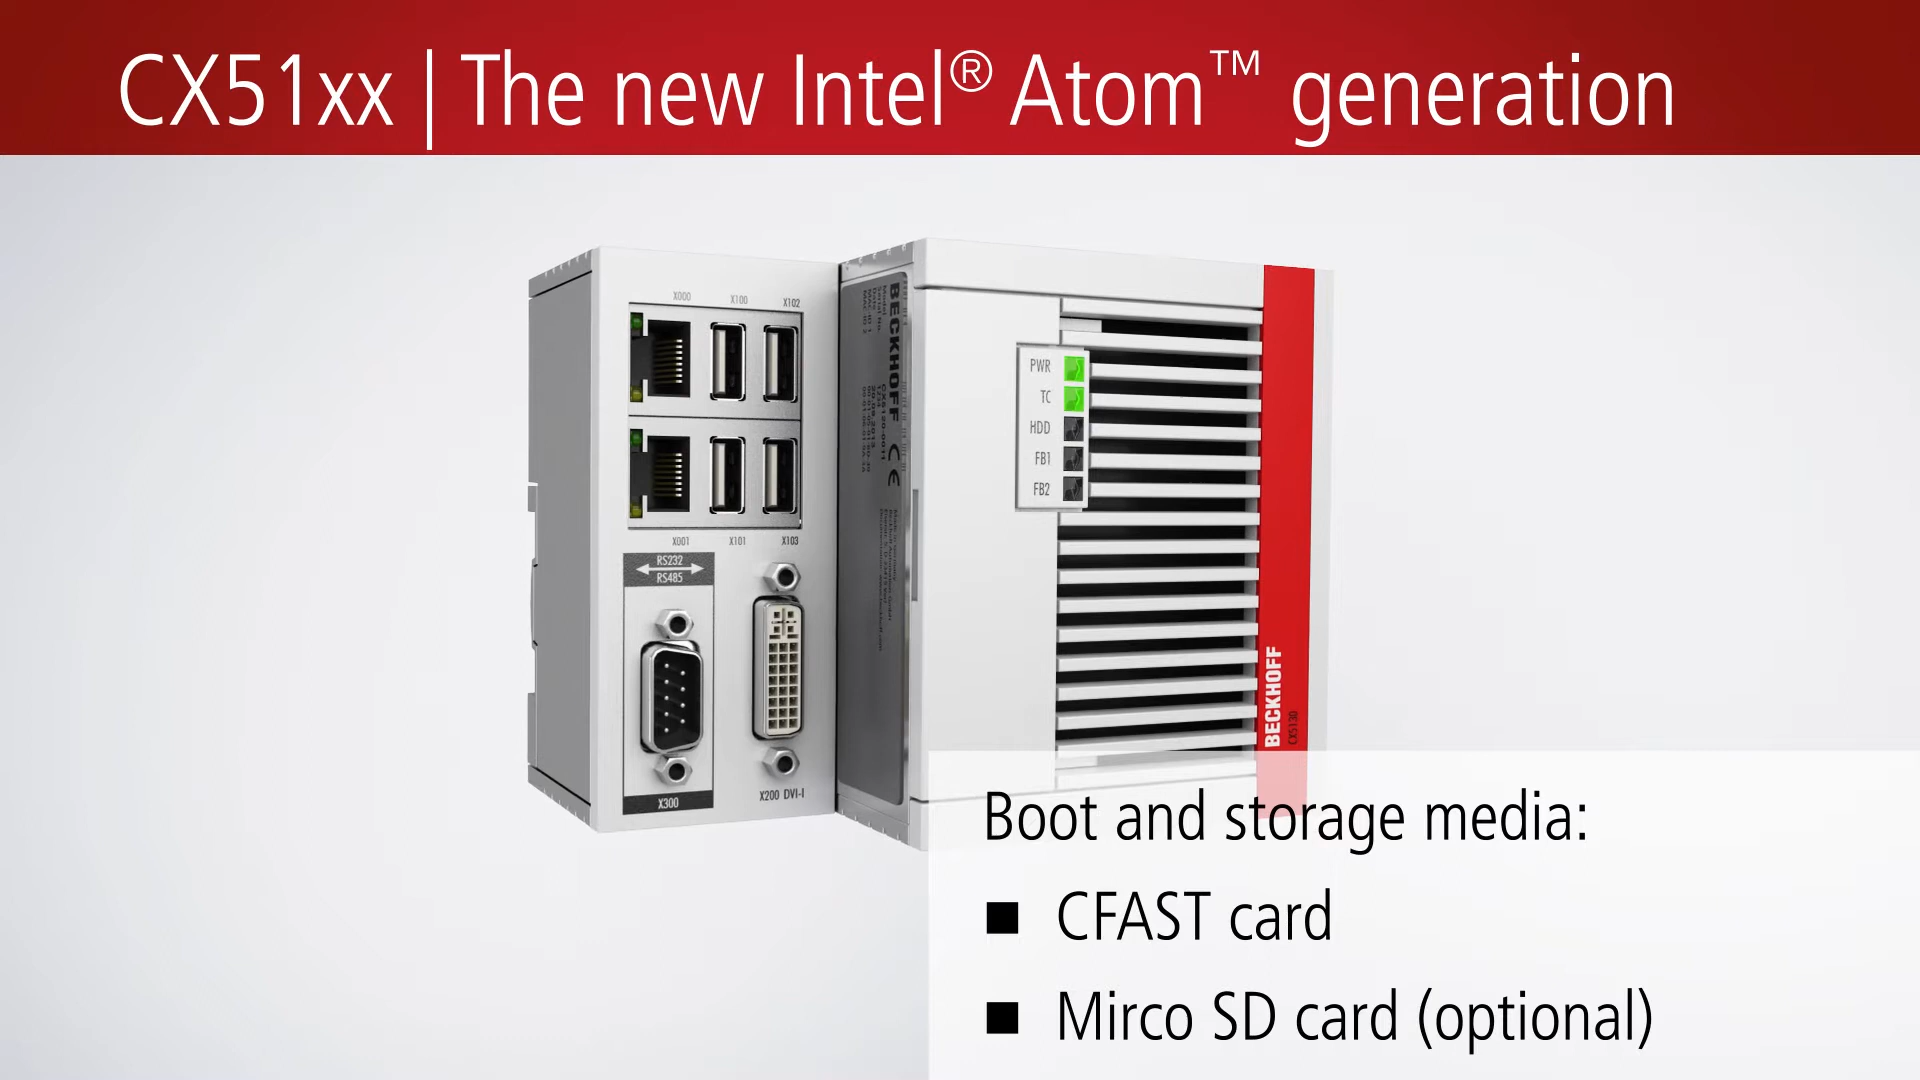 CX51xx | The new Intel® Atom™ generation
X000 X100 X102
X001 X101 X103
RS232
RS485
X300
X200 DVI-I
BECKHOFF CE
PWR
TC
HDD
FB1
FB2
BECKHOFF
CX5130
Boot and storage media:
■ CFAST card
■ Mirco SD card (optional)